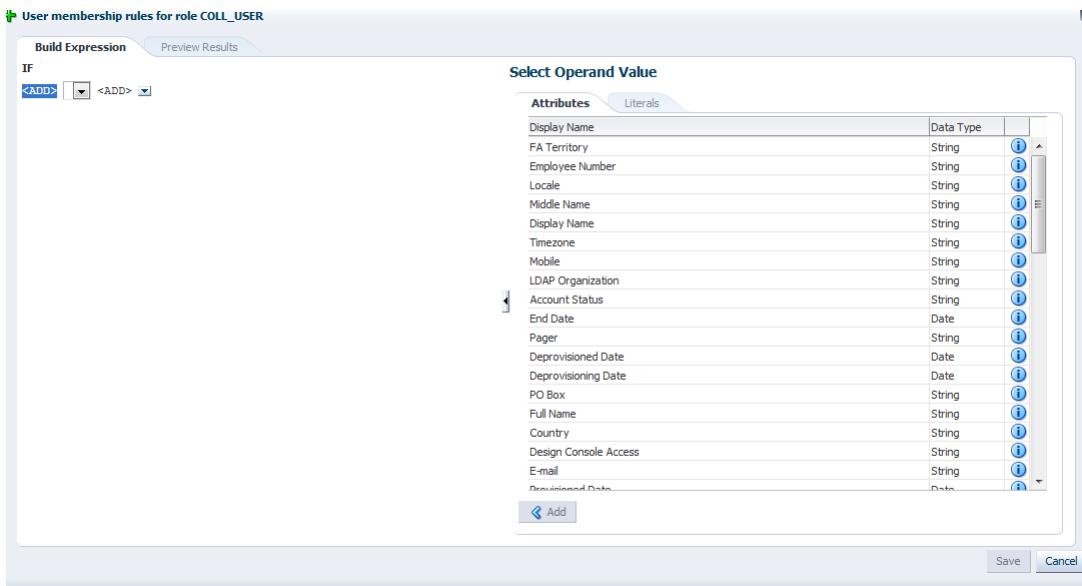 User membership rules for role COLL_USER
Build Expression Preview Results
IF
<ADD> <ADD>
Select Operand Value
Attributes Literals
Display Name Data Type
FA Territory String
Employee Number String
Locale String
Middle Name String
Display Name String
Timezone String
Mobile String
LDAP Organization String
Account Status String
End Date Date
Pager String
Deprovisioned Date Date
Deprovisioning Date Date
PO Box String
Full Name String
Country String
Design Console Access String
E-mail String
Provisioned Date Date
Add
Save Cancel